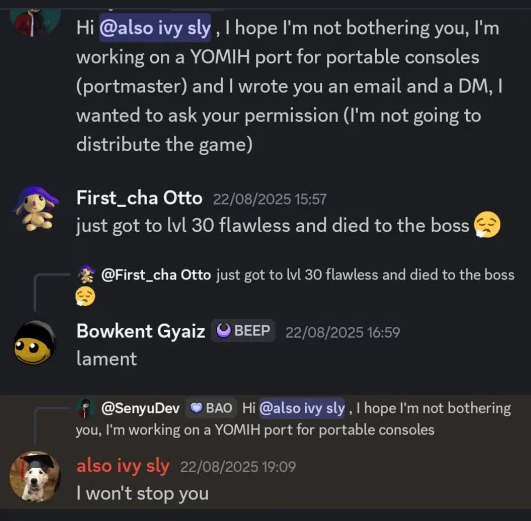 Hi @also ivy sly , I hope I'm not bothering you, I'm
working on a YOMIH port for portable consoles
(portmaster) and I wrote you an email and a DM, I
wanted to ask your permission (I'm not going to
distribute the game)
First_cha Otto 22/08/2025 15:57
just got to lvl 30 flawless and died to the boss 😮‍💨
@First_cha Otto just got to lvl 30 flawless and died to the boss
😮‍💨
Bowkent Gyaiz BEEP 22/08/2025 16:59
lament
@SenyuDev BAO Hi @also ivy sly , I hope I'm not bothering
you, I'm working on a YOMIH port for portable consoles
also ivy sly 22/08/2025 19:09
I won't stop you